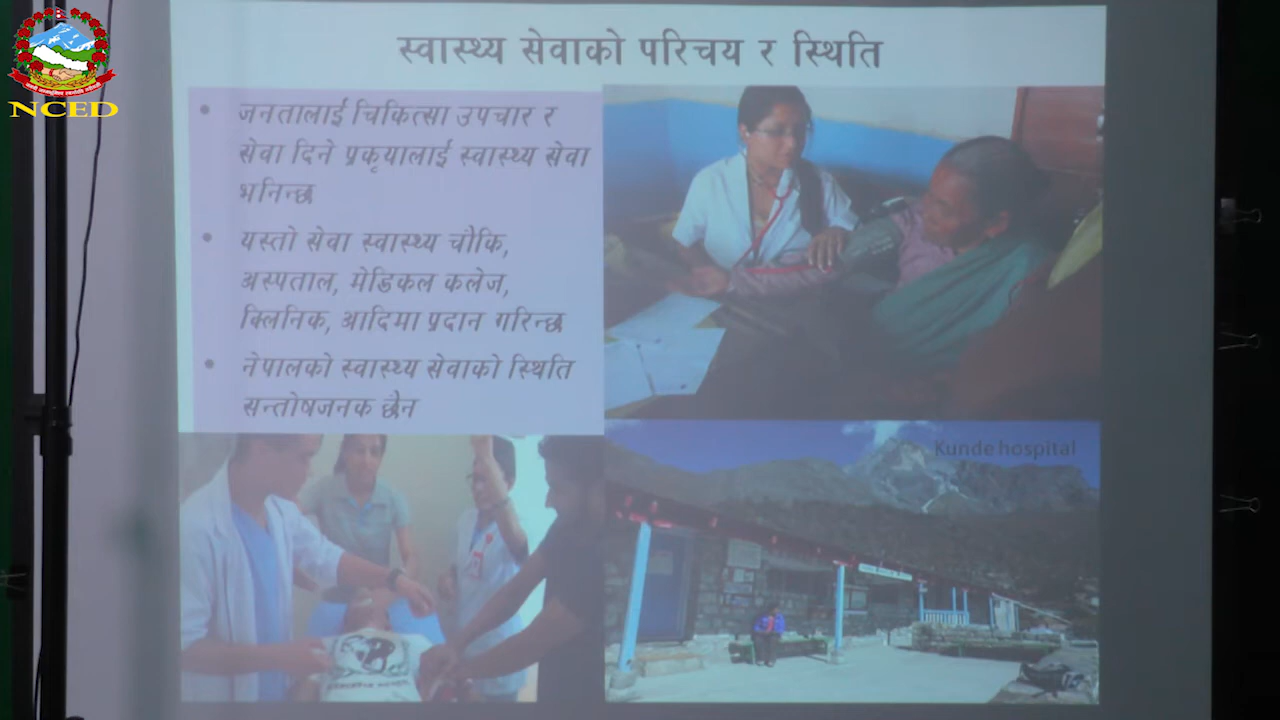 NCED
स्वास्थ्य सेवाको परिचय र स्थिति
• जनतालाई चिकित्सा उपचार र
सेवा दिने प्रकृयालाई स्वास्थ्य सेवा
भनिन्छ
• यस्तो सेवा स्वास्थ्य चौकि,
अस्पताल, मेडिकल कलेज,
क्लिनिक, आदिमा प्रदान गरिन्छ
• नेपालको स्वास्थ्य सेवाको स्थिति
सन्तोषजनक छैन
Kunde hospital